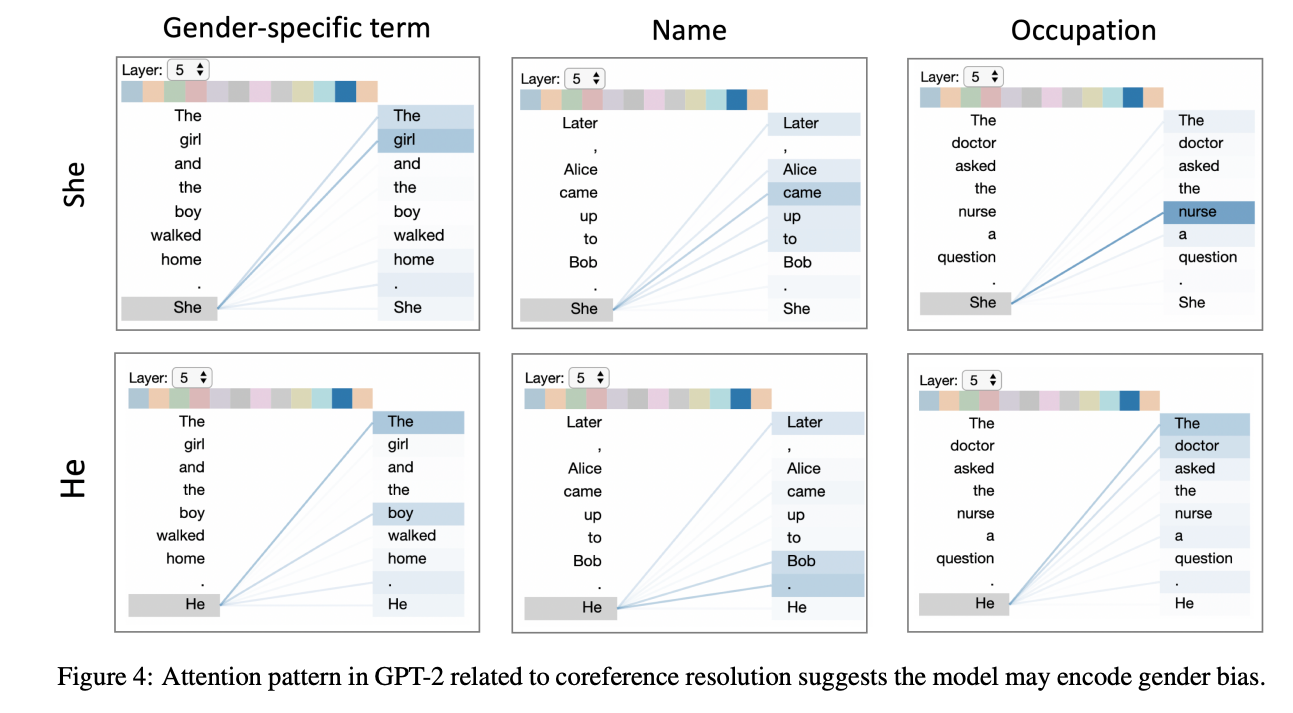 Gender-specific term
Name
Occupation
She
Layer: 5
The The
girl girl
and and
the the
boy boy
walked walked
home home
. .
She She
Layer: 5
Later Later
, ,
Alice Alice
came came
up up
to to
Bob Bob
. .
She She
Layer: 5
The The
doctor doctor
asked asked
the the
nurse nurse
a a
question question
. .
She She
He
Layer: 5
The The
girl girl
and and
the the
boy boy
walked walked
home home
. .
He He
Layer: 5
Later Later
, ,
Alice Alice
came came
up up
to to
Bob Bob
. .
He He
Layer: 5
The The
doctor doctor
asked asked
the the
nurse nurse
a a
question question
. .
He He
Figure 4: Attention pattern in GPT-2 related to coreference resolution suggests the model may encode gender bias.